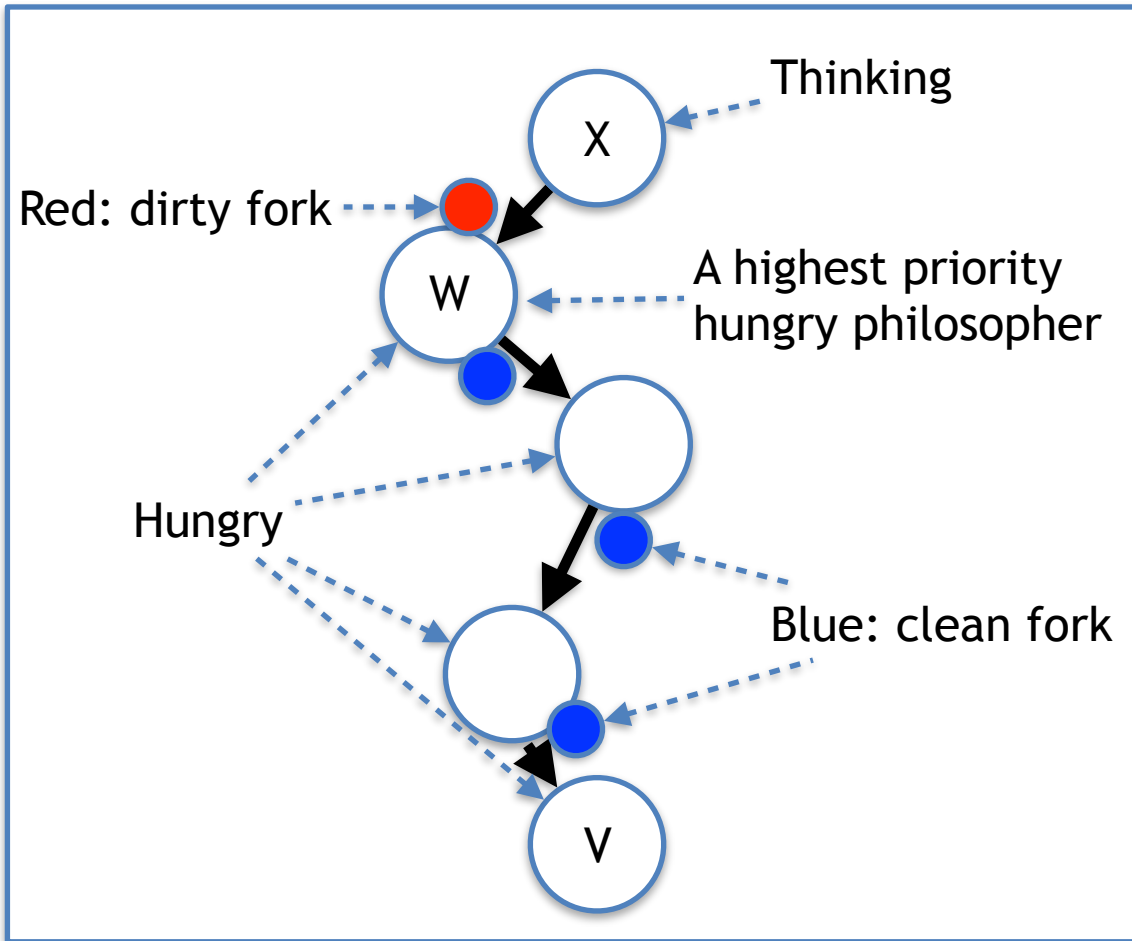 Thinking
X
Red: dirty fork
W
A highest priority
hungry philosopher
Hungry
Blue: clean fork
V